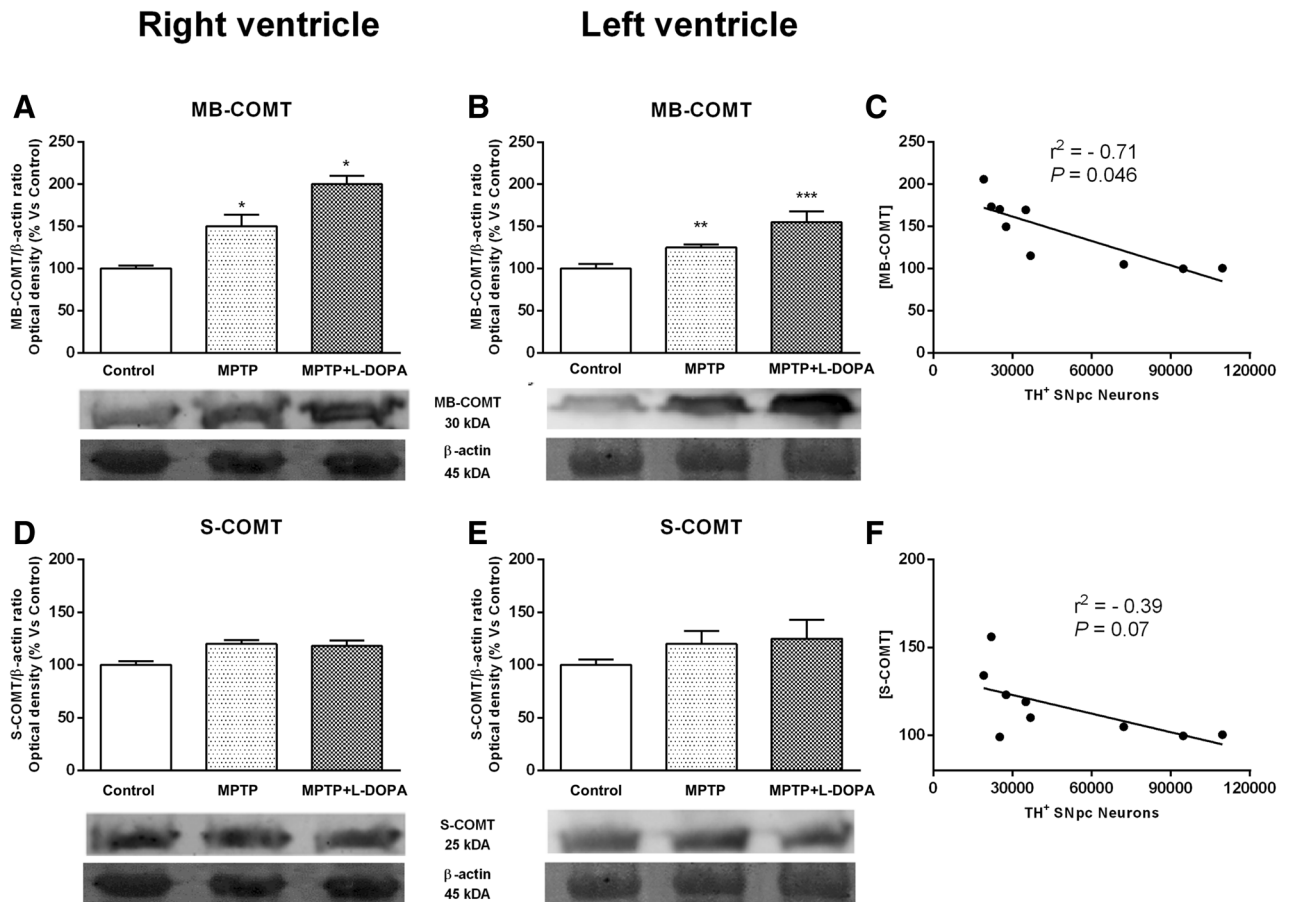 Right ventricle
Left ventricle
A
MB-COMT
MB-COMT/β-actin ratio
Optical density (% Vs Control)
250
200
150
100
50
0
*
*
Control
MPTP
MPTP+L-DOPA
B
MB-COMT
MB-COMT/β-actin ratio
Optical density (% Vs Control)
250
200
150
100
50
0
**
***
Control
MPTP
MPTP+L-DOPA
MB-COMT
30 kDA
β-actin
45 kDA
C
[MB-COMT]
250
200
150
100
50
0
r² = - 0.71
P = 0.046
0
30000
60000
90000
120000
TH⁺ SNpc Neurons
D
S-COMT
S-COMT/β-actin ratio
Optical density (% Vs Control)
200
150
100
50
0
Control
MPTP
MPTP+L-DOPA
E
S-COMT
S-COMT/β-actin ratio
Optical density (% Vs Control)
200
150
100
50
0
Control
MPTP
MPTP+L-DOPA
S-COMT
25 kDA
β-actin
45 kDA
F
[S-COMT]
200
150
100
r² = - 0.39
P = 0.07
0
30000
60000
90000
120000
TH⁺ SNpc Neurons